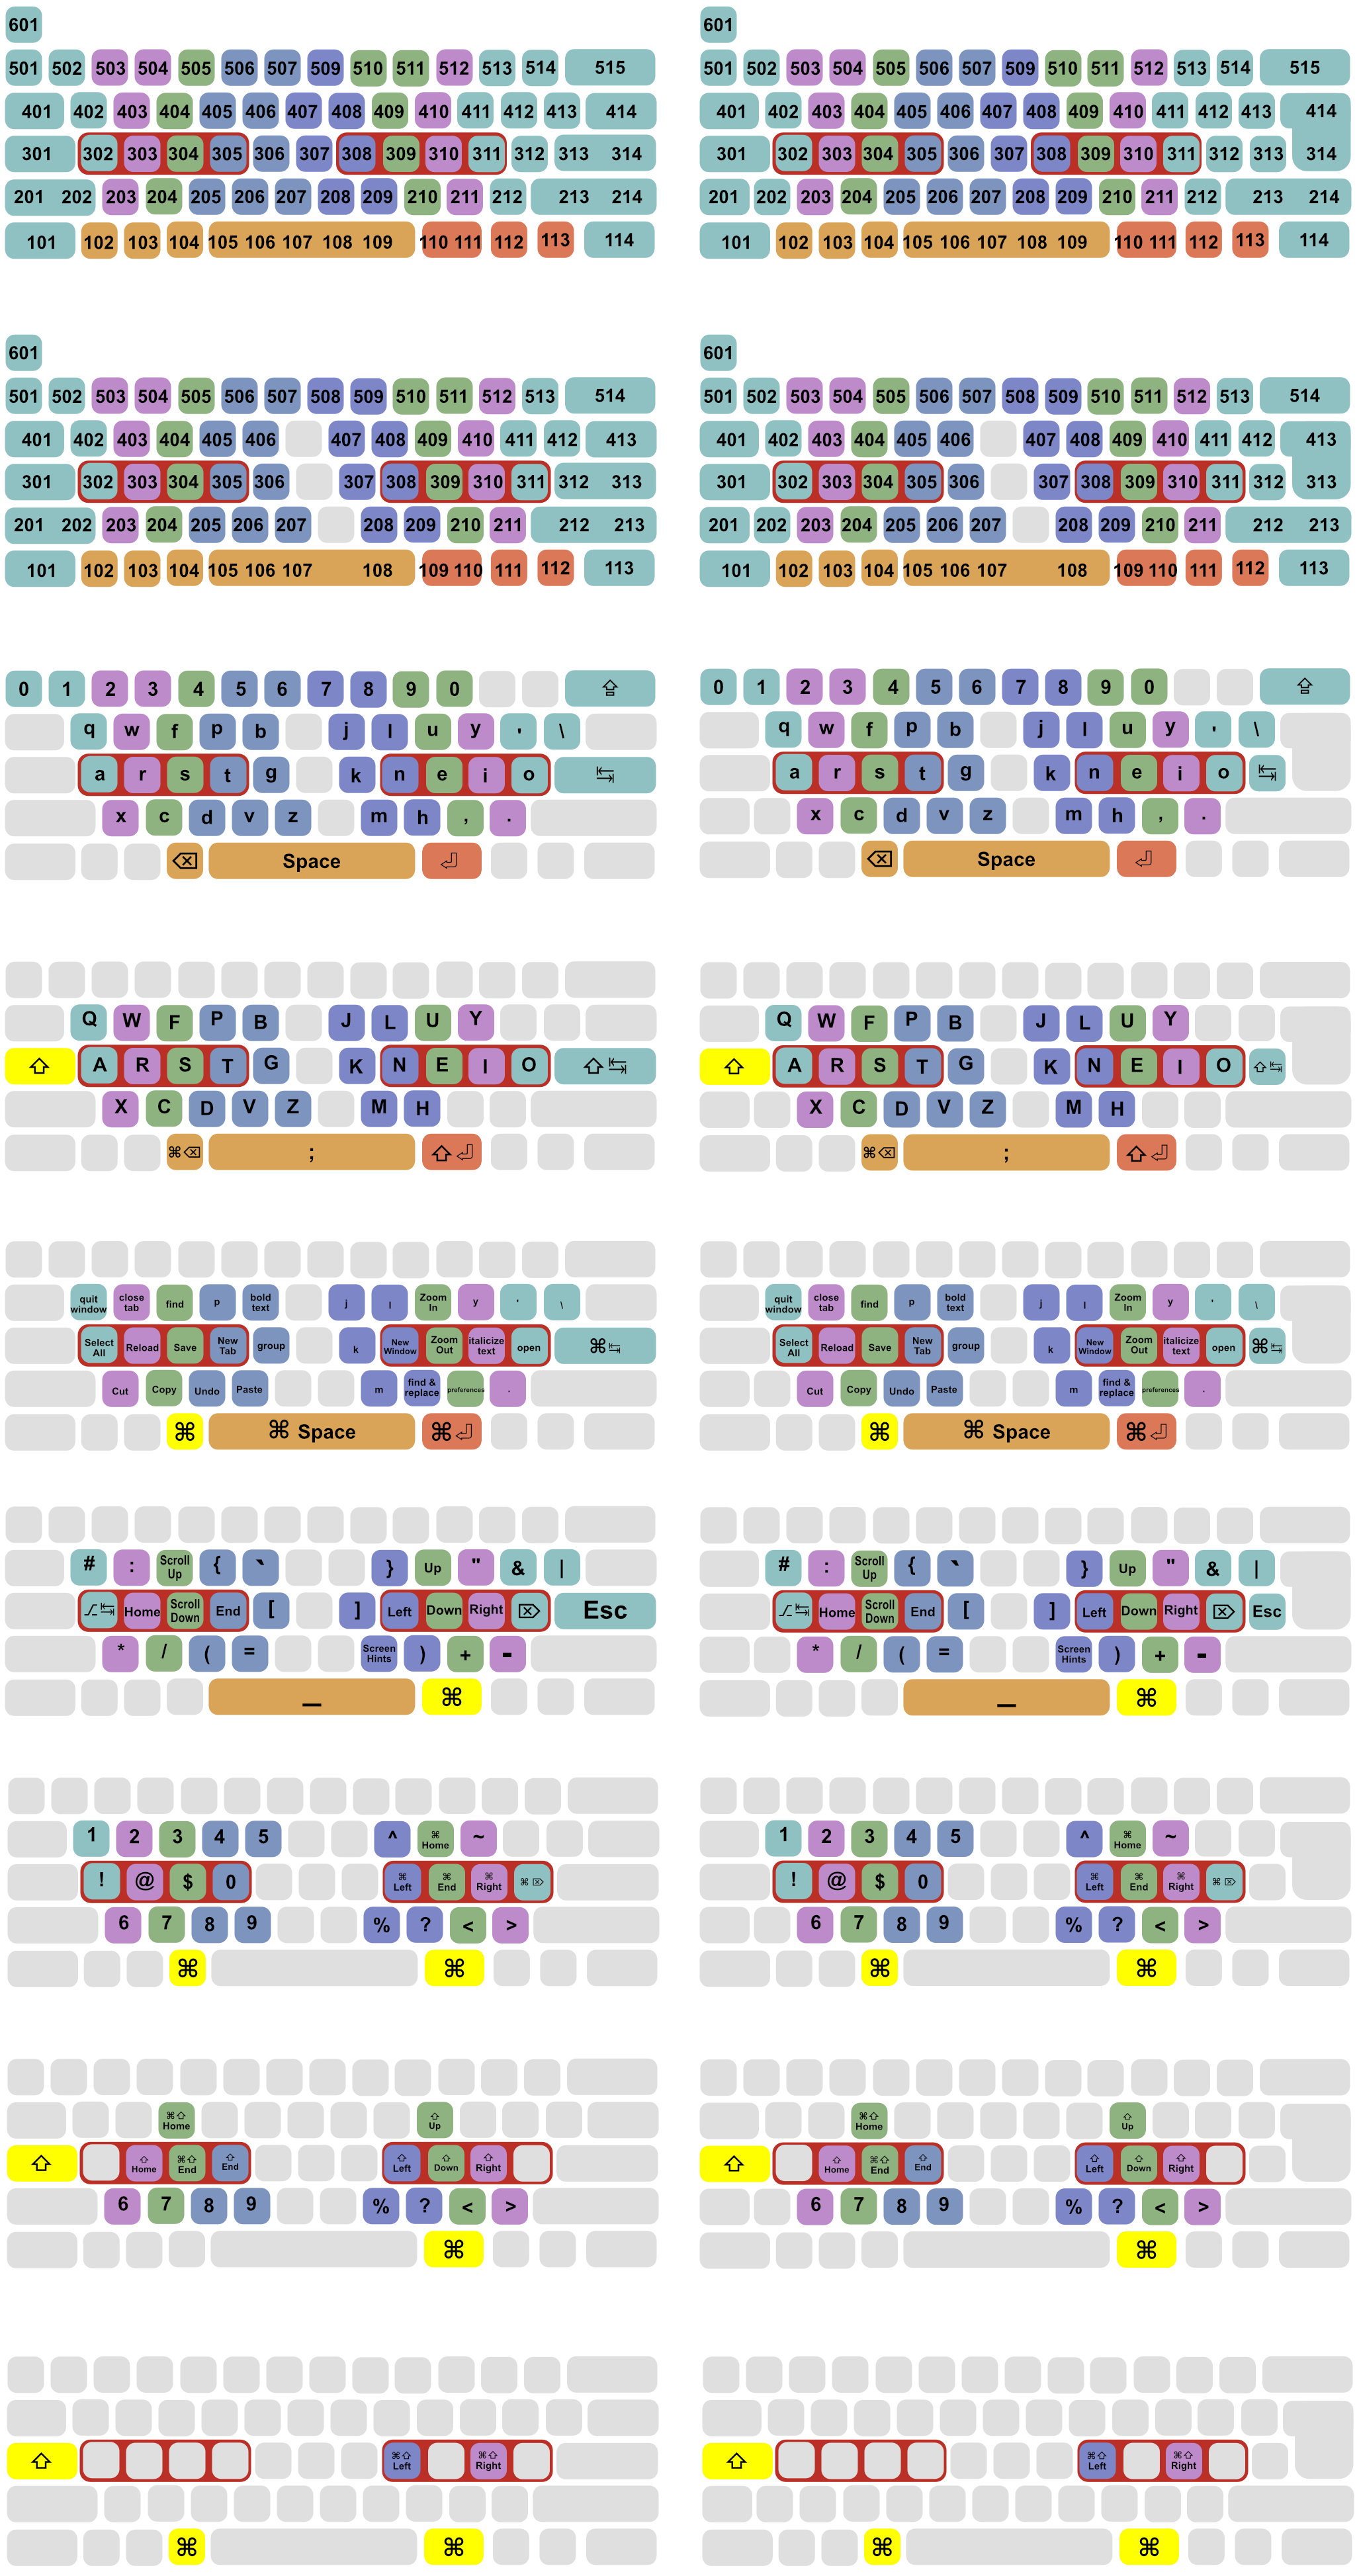 601 601
501 502 503 504 505 506 507 509 510 511 512 513 514 515 501 502 503 504 505 506 507 509 510 511 512 513 514 515
401 402 403 404 405 406 407 408 409 410 411 412 413 414 401 402 403 404 405 406 407 408 409 410 411 412 413 414
301 302 303 304 305 306 307 308 309 310 311 312 313 314 301 302 303 304 305 306 307 308 309 310 311 312 313 314
201 202 203 204 205 206 207 208 209 210 211 212 213 214 201 202 203 204 205 206 207 208 209 210 211 212 213 214
101 102 103 104 105 106 107 108 109 110 111 112 113 114 101 102 103 104 105 106 107 108 109 110 111 112 113 114
601 601
501 502 503 504 505 506 507 508 509 510 511 512 513 514 501 502 503 504 505 506 507 508 509 510 511 512 513 514
401 402 403 404 405 406 407 408 409 410 411 412 413 401 402 403 404 405 406 407 408 409 410 411 412 413
301 302 303 304 305 306 307 308 309 310 311 312 313 301 302 303 304 305 306 307 308 309 310 311 312 313
201 202 203 204 205 206 207 208 209 210 211 212 213 201 202 203 204 205 206 207 208 209 210 211 212 213
101 102 103 104 105 106 107 108 109 110 111 112 113 101 102 103 104 105 106 107 108 109 110 111 112 113
0 1 2 3 4 5 6 7 8 9 0 ⇪ 0 1 2 3 4 5 6 7 8 9 0 ⇪
q w f p b j l u y ' \ q w f p b j l u y ' \
a r s t g k n e i o ↹ a r s t g k n e i o ↹
x c d v z m h , . x c d v z m h , .
⌫ Space ⏎ ⌫ Space ⏎
Q W F P B J L U Y Q W F P B J L U Y
⇧ A R S T G K N E I O ⇧↹ ⇧ A R S T G K N E I O ⇧↹
X C D V Z M H X C D V Z M H
⌘⌫ ; ⇧⏎ ⌘⌫ ; ⇧⏎
quit window close tab find p bold text j l Zoom In y ' \ quit window close tab find p bold text j l Zoom In y ' \
Select All Reload Save New Tab group k New Window Zoom Out italicize text open ⌘↹ Select All Reload Save New Tab group k New Window Zoom Out italicize text open ⌘↹
Cut Copy Undo Paste m find & replace preferences . Cut Copy Undo Paste m find & replace preferences .
⌘ ⌘ Space ⌘⏎ ⌘ ⌘ Space ⌘⏎
# : Scroll Up { ` } Up " & | # : Scroll Up { ` } Up " & |
⌥↹ Home Scroll Down End [ ] Left Down Right ⌦ Esc ⌥↹ Home Scroll Down End [ ] Left Down Right ⌦ Esc
* / ( = Screen Hints ) + - * / ( = Screen Hints ) + -
_ ⌘ _ ⌘
1 2 3 4 5 ^ ⌘ Home ~ 1 2 3 4 5 ^ ⌘ Home ~
! @ $ 0 ⌘ Left ⌘ End ⌘ Right ⌘⌦ ! @ $ 0 ⌘ Left ⌘ End ⌘ Right ⌘⌦
6 7 8 9 % ? < > 6 7 8 9 % ? < >
⌘ ⌘ ⌘ ⌘
⌘⇧ Home ⇧ Up ⌘⇧ Home ⇧ Up
⇧ ⇧ Home ⌘⇧ End ⇧ End ⇧ Left ⇧ Down ⇧ Right ⇧ ⇧ Home ⌘⇧ End ⇧ End ⇧ Left ⇧ Down ⇧ Right
6 7 8 9 % ? < > 6 7 8 9 % ? < >
⌘ ⌘
⇧ ⌘⇧ Left ⌘⇧ Right ⇧ ⌘⇧ Left ⌘⇧ Right
⌘ ⌘ ⌘ ⌘